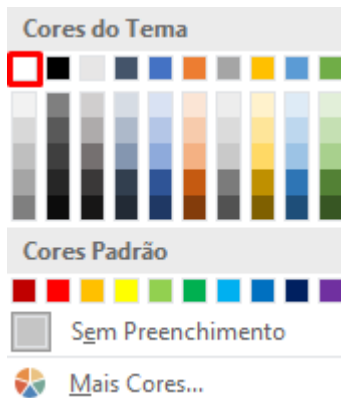 Cores do Tema
Cores Padrão
Sem Preenchimento
Mais Cores...